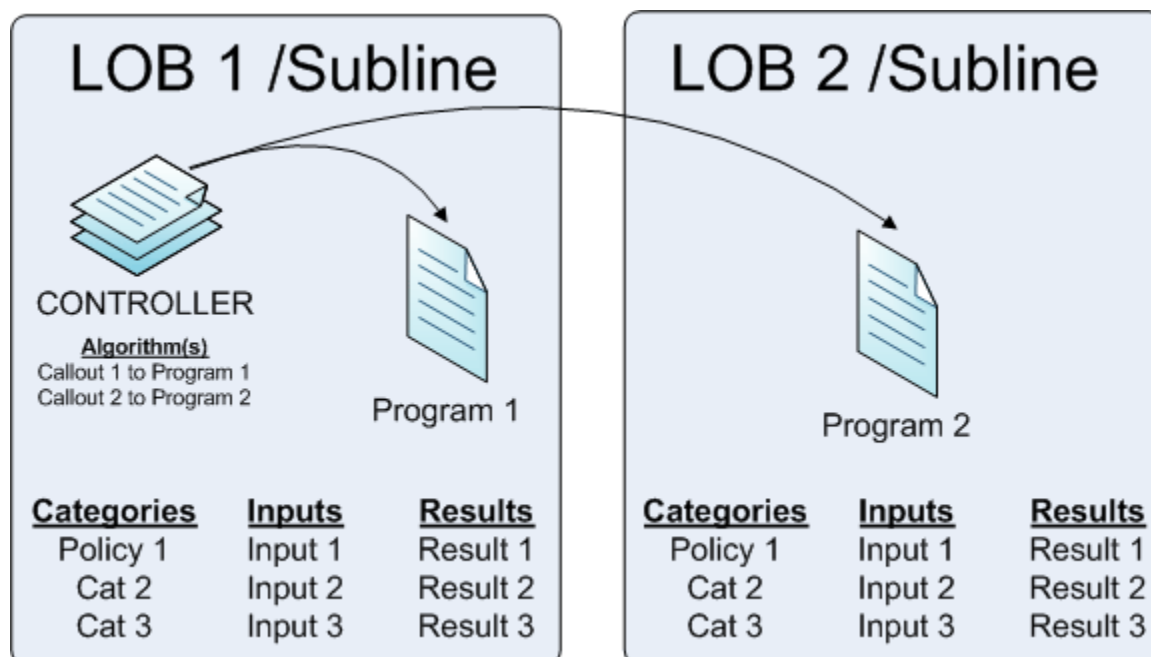 LOB 1 /Subline
CONTROLLER
Algorithm(s)
Callout 1 to Program 1
Callout 2 to Program 2
Program 1
Categories Inputs Results
Policy 1 Input 1 Result 1
Cat 2 Input 2 Result 2
Cat 3 Input 3 Result 3
LOB 2 /Subline
Program 2
Categories Inputs Results
Policy 1 Input 1 Result 1
Cat 2 Input 2 Result 2
Cat 3 Input 3 Result 3